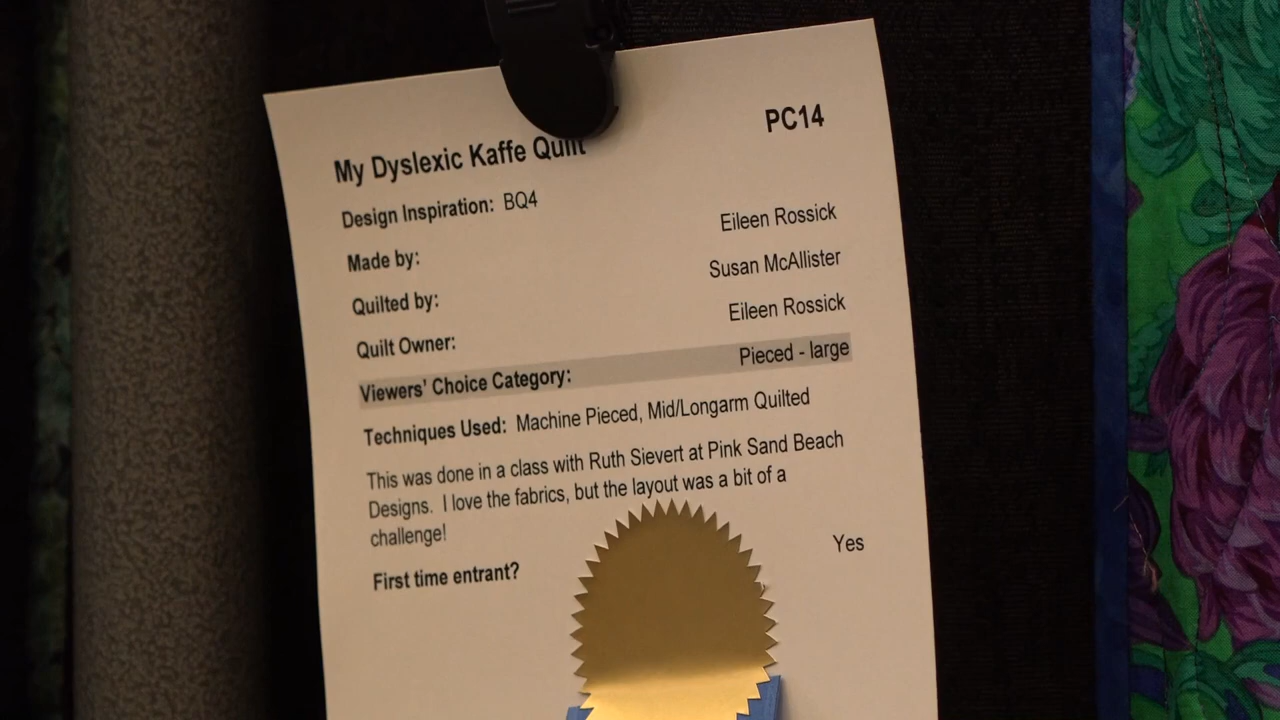 PC14
My Dyslexic Kaffe Quilt
Design Inspiration: BQ4
Made by: Eileen Rossick
Quilted by: Susan McAllister
Quilt Owner: Eileen Rossick
Viewers' Choice Category: Pieced - large
Techniques Used: Machine Pieced, Mid/Longarm Quilted
This was done in a class with Ruth Sievert at Pink Sand Beach
Designs. I love the fabrics, but the layout was a bit of a
challenge!
First time entrant? Yes